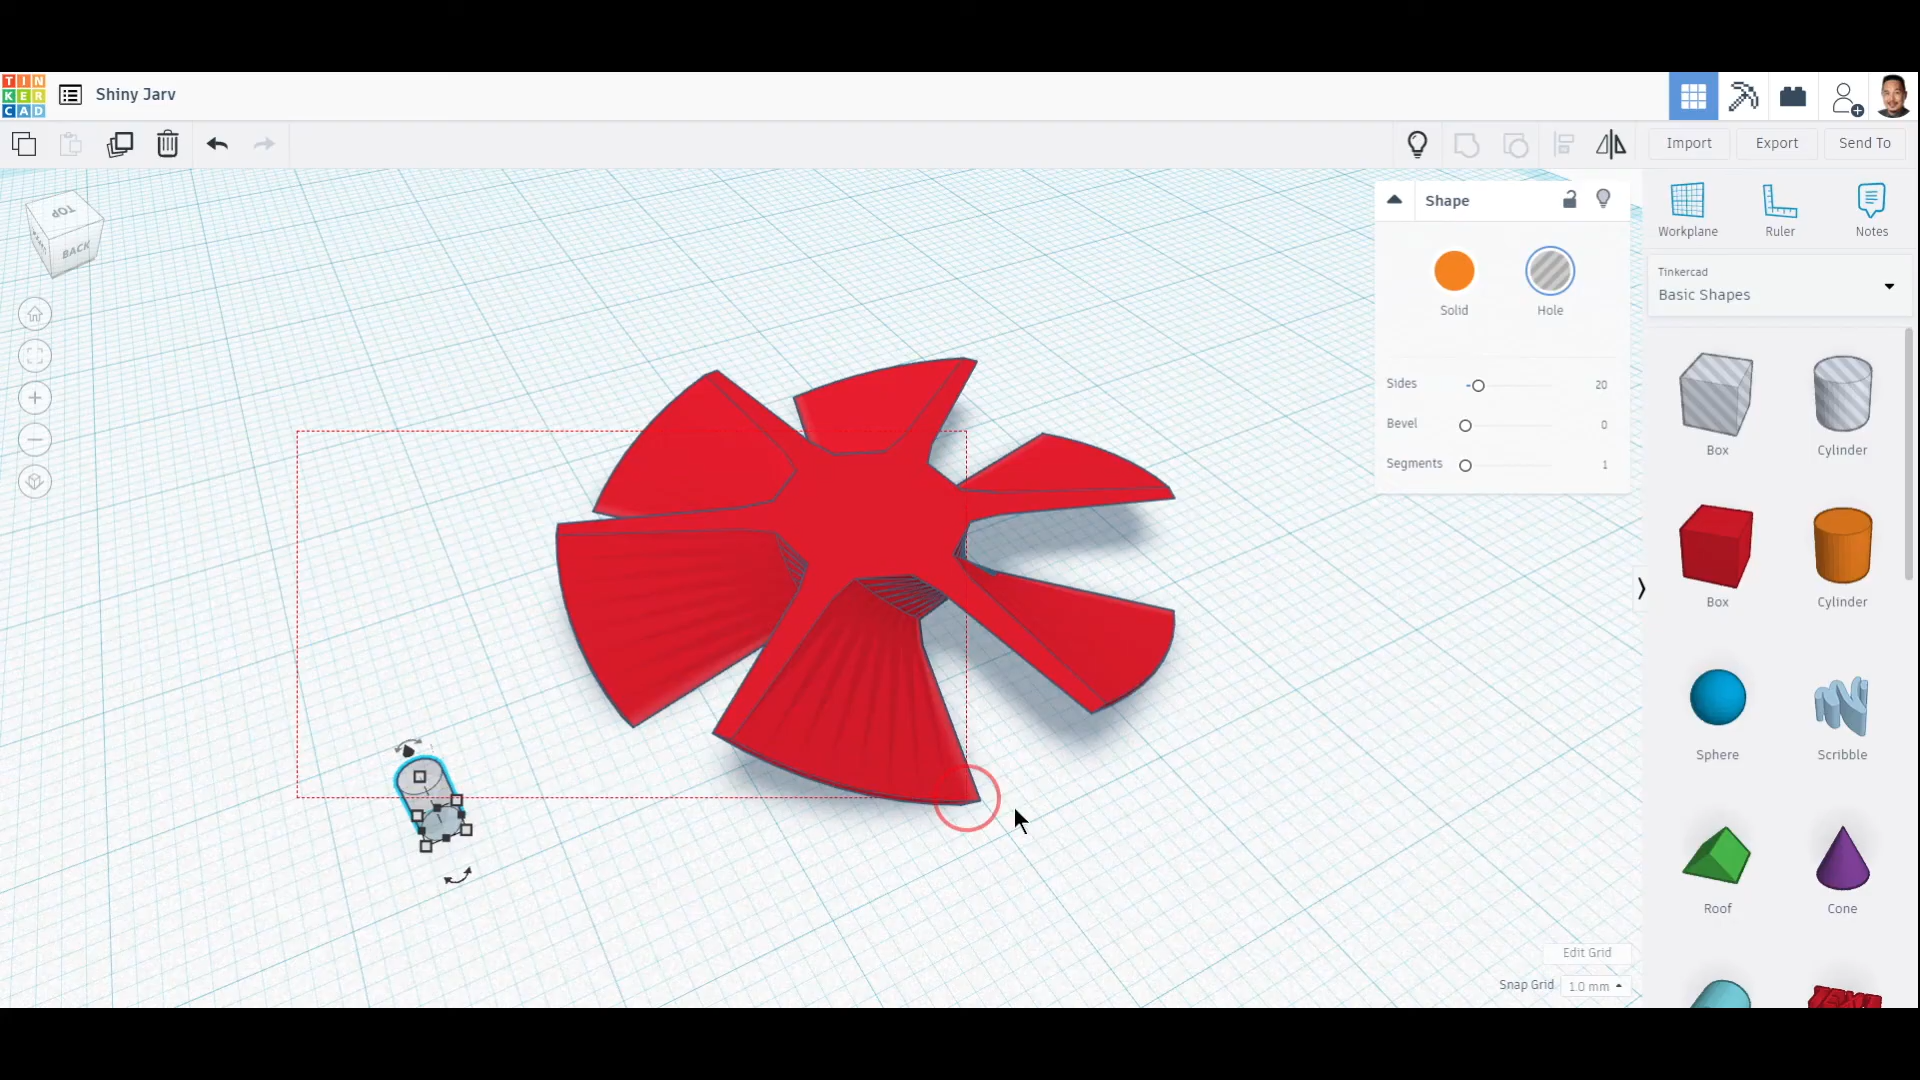 TIN
KER
CAD
Shiny Jarv
Import
Export
Send To
TOP
BACK
Shape
Workplane
Ruler
Notes
Solid
Hole
Tinkercad
Basic Shapes
Sides
20
Bevel
0
Segments
1
Box
Cylinder
Box
Cylinder
Sphere
Scribble
Roof
Cone
Edit Grid
Snap Grid
1.0 mm
TEXT